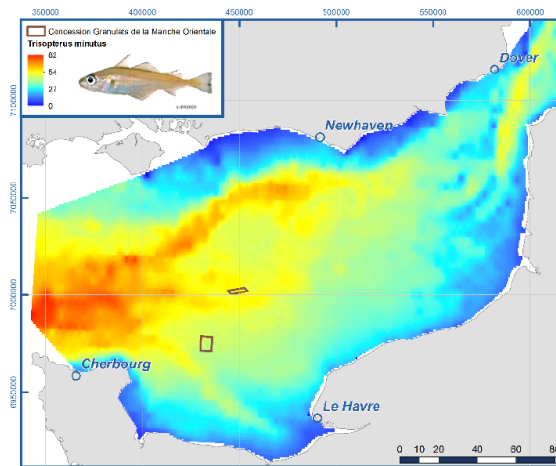 350000 400000 450000 500000 550000 600000
Concession Granulats de la Manche Orientale
Trisopterus minutus
82
54
27
0
Dover
Newhaven
7100000
7050000
7000000
6950000
Cherbourg
Le Havre
0 10 20 40 60 80